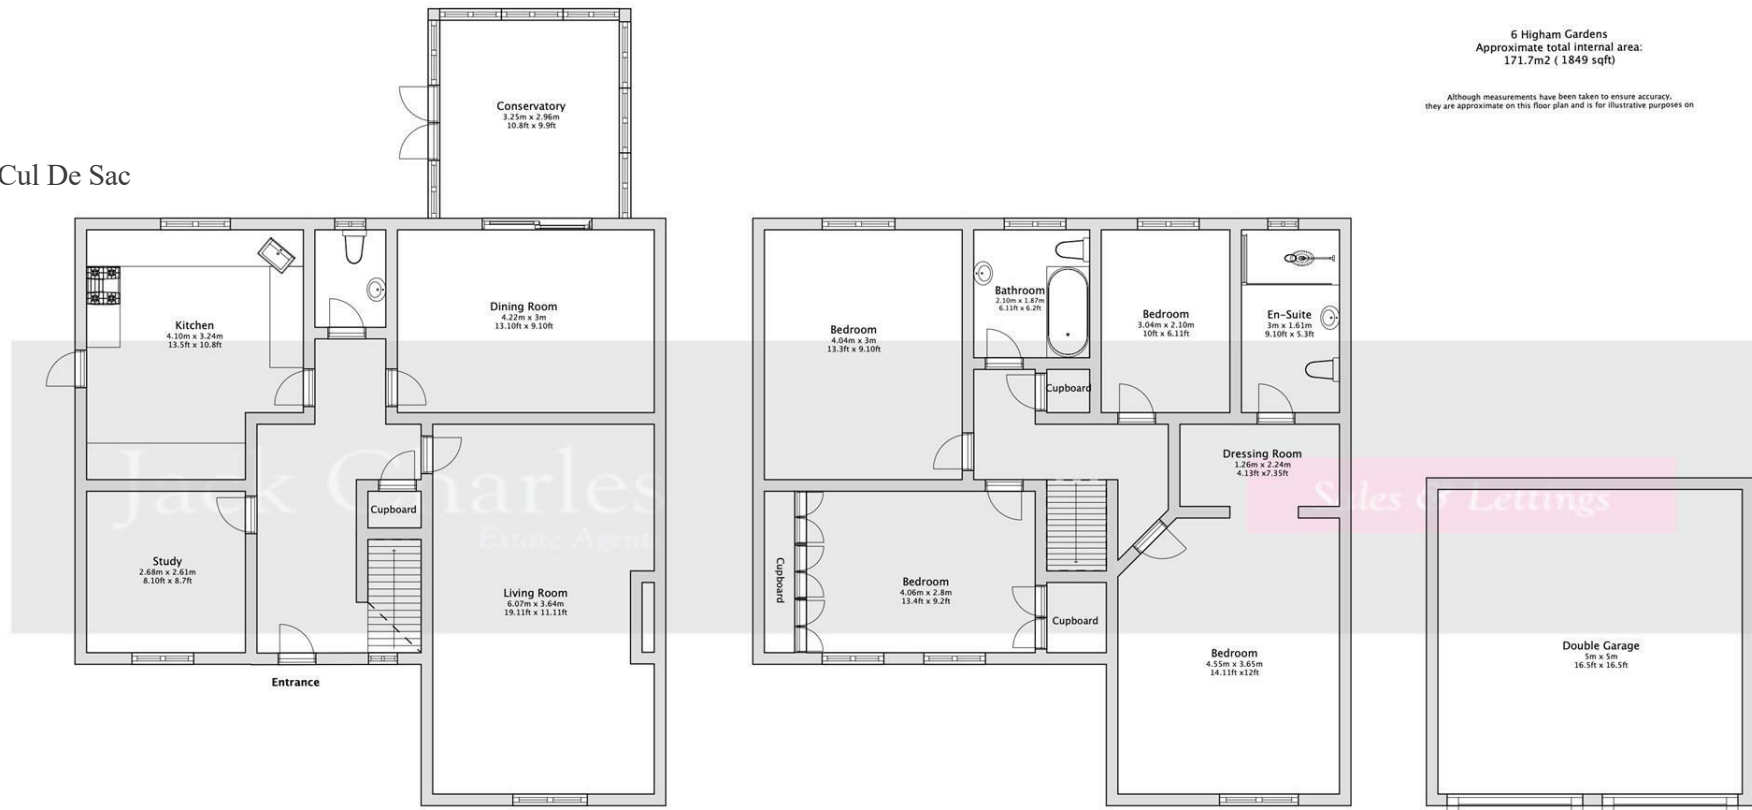 6 Higham Gardens
Approximate total internal area:
171.7m2 ( 1849 sqft)
Although measurements have been taken to ensure accuracy,
they are approximate on this floor plan and is for illustrative purposes on
Cul De Sac
Conservatory
3.25m x 2.96m
10.8ft x 9.9ft
Kitchen
4.10m x 3.24m
13.5ft x 10.8ft
Dining Room
4.22m x 3m
13.10ft x 9.10ft
Cupboard
Study
2.68m x 2.61m
8.10ft x 8.7ft
Living Room
6.07m x 3.64m
19.11ft x 11.11ft
Entrance
Bedroom
4.04m x 3m
13.3ft x 9.10ft
Bathroom
2.10m x 1.87m
6.11ft x 6.2ft
Bedroom
3.04m x 2.10m
10ft x 6.11ft
En-Suite
3m x 1.61m
9.10ft x 5.3ft
Cupboard
Dressing Room
1.26m x 2.24m
4.13ft x7.35ft
Cupboard
Bedroom
4.06m x 2.8m
13.4ft x 9.2ft
Cupboard
Bedroom
4.55m x 3.65m
14.11ft x12ft
Double Garage
5m x 5m
16.5ft x 16.5ft
Jack Charles
Estate Agents
Sales & Lettings